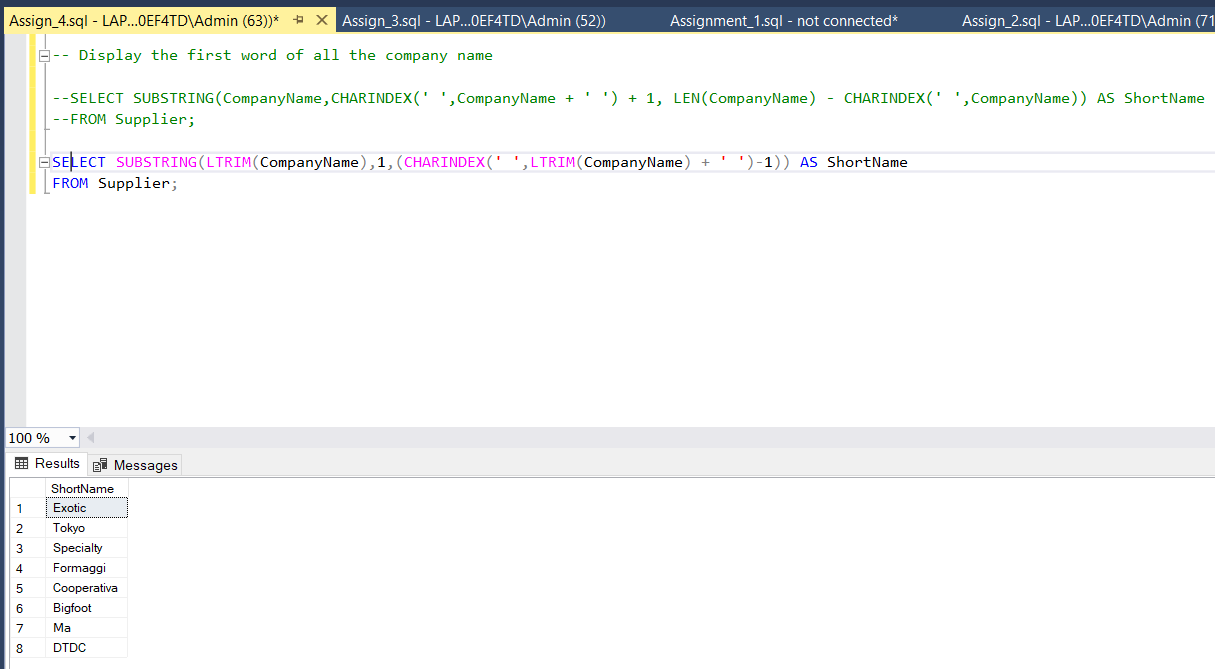 Assign_4.sql - LAP...0EF4TD\Admin (63))* Assign_3.sql - LAP...0EF4TD\Admin (52)) Assignment_1.sql - not connected* Assign_2.sql - LAP...0EF4TD\Admin (71
-- Display the first word of all the company name
--SELECT SUBSTRING(CompanyName,CHARINDEX(' ',CompanyName + ' ') + 1, LEN(CompanyName) - CHARINDEX(' ',CompanyName)) AS ShortName
--FROM Supplier;
SELECT SUBSTRING(LTRIM(CompanyName),1,(CHARINDEX(' ',LTRIM(CompanyName) + ' ')-1)) AS ShortName
FROM Supplier;
100 %
Results Messages
ShortName
1 Exotic
2 Tokyo
3 Specialty
4 Formaggi
5 Cooperativa
6 Bigfoot
7 Ma
8 DTDC